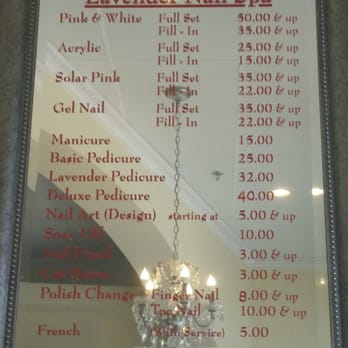 Lavender Nail Spa
Pink & White Full Set 50.00 & up
Fill - In 35.00 & up
Acrylic Full Set 25.00 & up
Fill - In 15.00 & up
Solar Pink Full Set 35.00 & up
Fill - In 22.00 & up
Gel Nail Full Set 35.00 & up
Fill - In 22.00 & up
Manicure 15.00
Basic Pedicure 25.00
Lavender Pedicure 32.00
Deluxe Pedicure 40.00
Nail Art (Design) starting at 5.00 & up
Soak Off 10.00
Nail 3.00 & up
3.00 & up
Polish Change Finger Nail 8.00 & up
Toe Nail 10.00 & up
French (With Service) 5.00